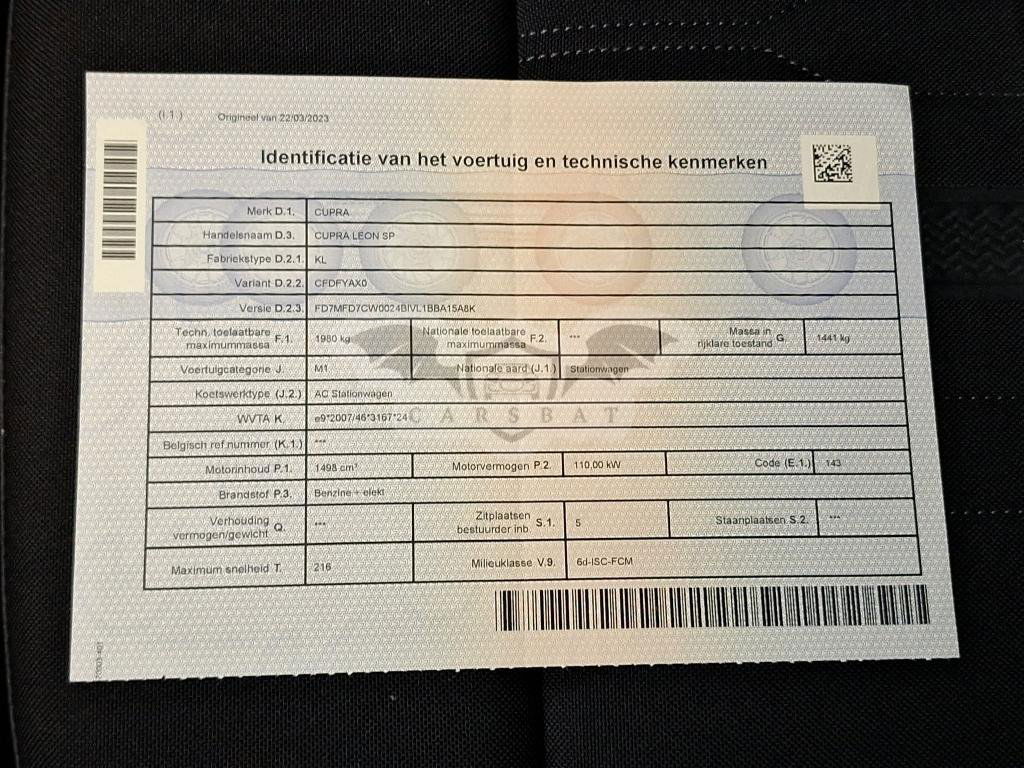 (I.1.) Origineel van 22/03/2023
Identificatie van het voertuig en technische kenmerken
Merk D.1. CUPRA
Handelsnaam D.3. CUPRA LEON SP
Fabriekstype D.2.1. KL
Variant D.2.2. CFDFYAX0
Versie D.2.3. FD7MFD7CW0024BIVL1BBA15A8K
Techn. toelaatbare maximummassa F.1. 1980 kg Nationale toelaatbare maximummassa F.2. --- Massa in rijklare toestand G. 1441 kg
Voertuigcategorie J. M1 Nationale aard (J.1.) Stationwagen
Koetswerktype (J.2.) AC Stationwagen
WVTA K. e9*2007/46*3167*24
CARSBAT
Belgisch ref.nummer (K.1.) ---
Motorinhoud P.1. 1498 cm³ Motorvermogen P.2. 110,00 kW Code (E.1.) 143
Brandstof P.3. Benzine + elekt
Verhouding vermogen/gewicht Q. --- Zitplaatsen bestuurder inb. S.1. 5 Staanplaatsen S.2. ---
Maximum snelheid T. 216 Milieuklasse V.9. 6d-ISC-FCM